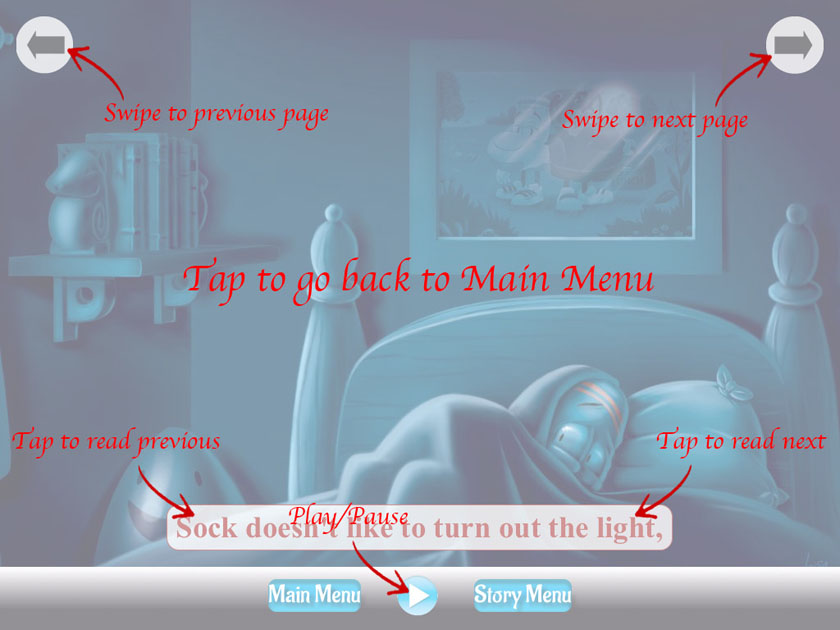 Swipe to previous page
Swipe to next page
Tap to go back to Main Menu
Tap to read previous
Tap to read next
Play/Pause
Sock doesn't like to turn out the light,
Main Menu
Story Menu